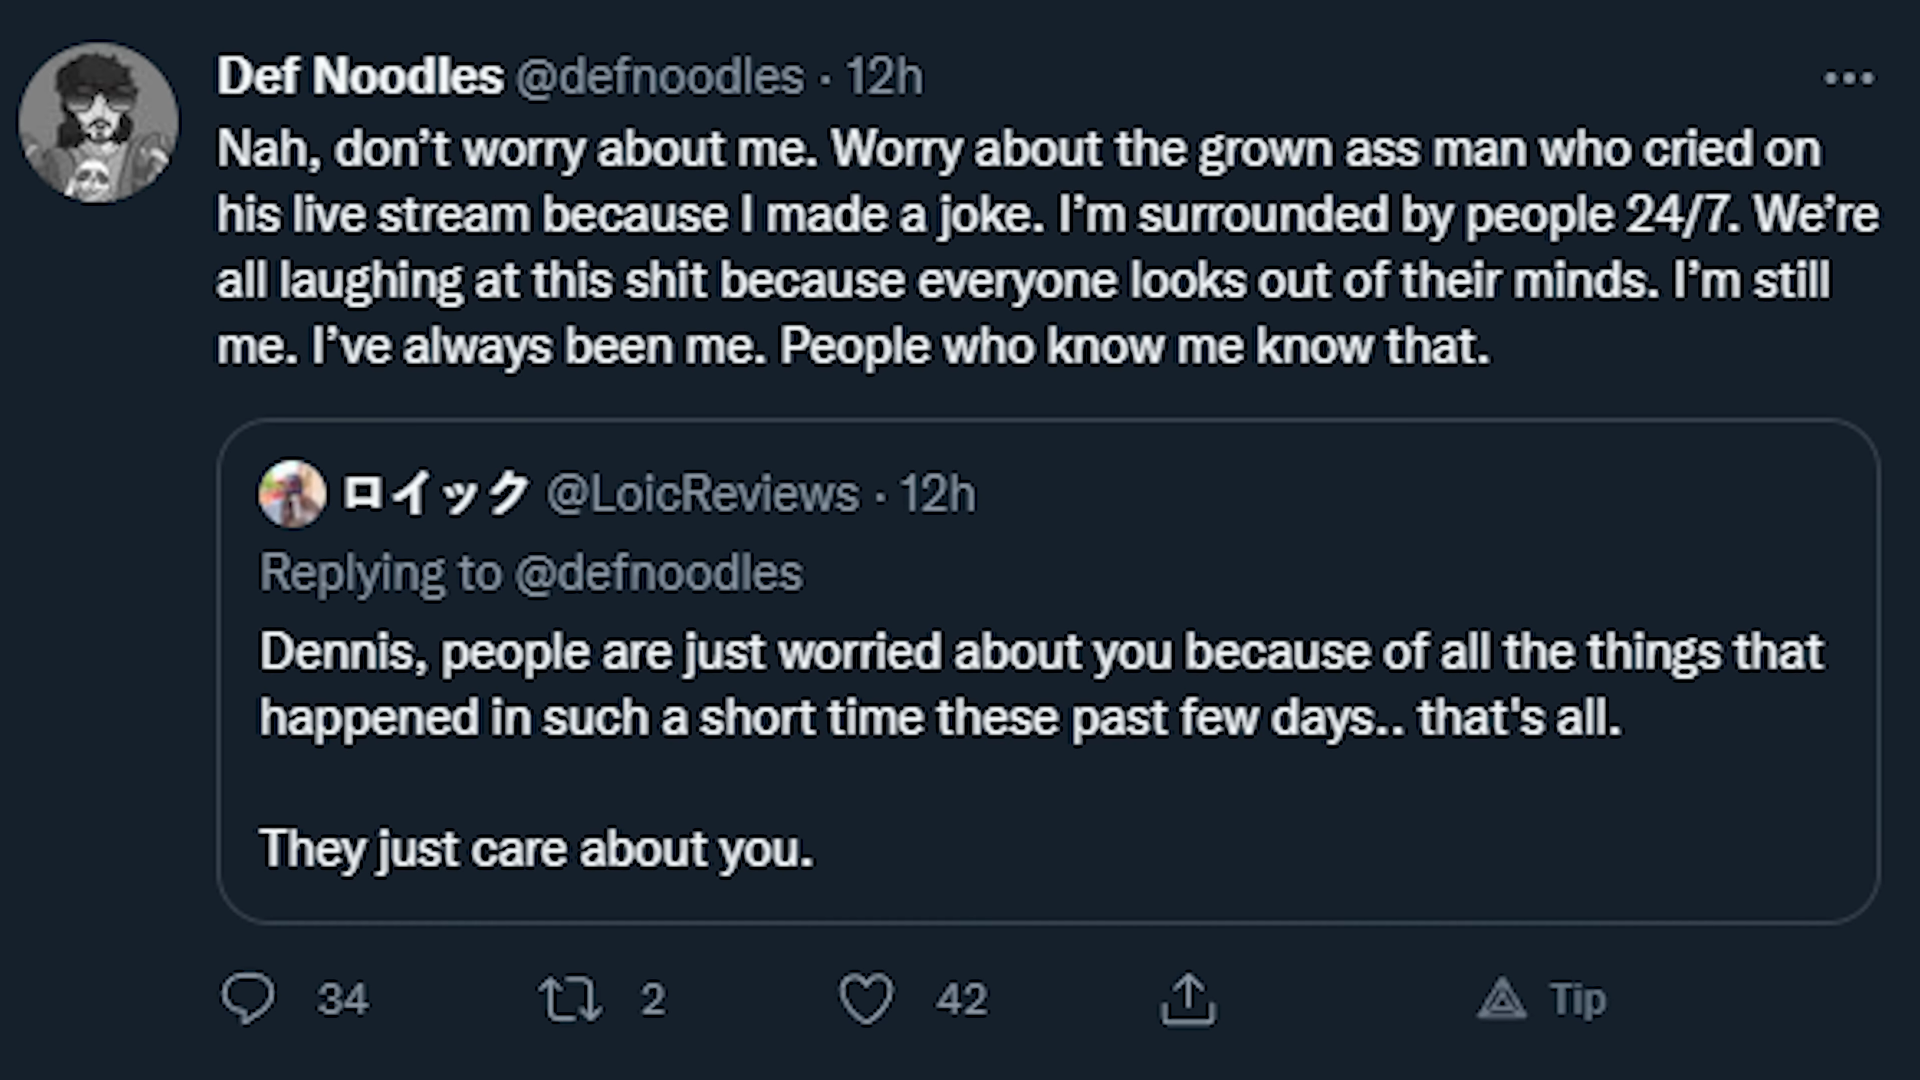 Def Noodles @defnoodles · 12h
Nah, don’t worry about me. Worry about the grown ass man who cried on
his live stream because I made a joke. I’m surrounded by people 24/7. We’re
all laughing at this shit because everyone looks out of their minds. I’m still
me. I’ve always been me. People who know me know that.
ロイック @LoicReviews · 12h
Replying to @defnoodles
Dennis, people are just worried about you because of all the things that
happened in such a short time these past few days.. that's all.
They just care about you.
34 2 42 Tip